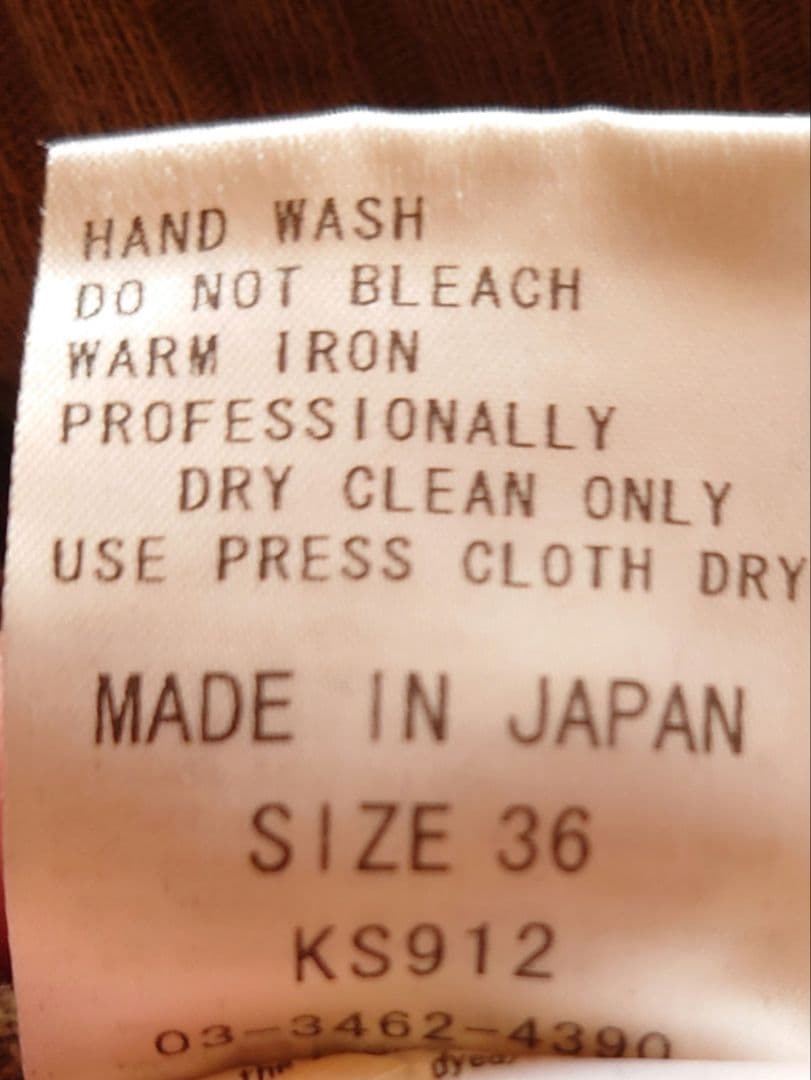 HAND WASH
DO NOT BLEACH
WARM IRON
PROFESSIONALLY
DRY CLEAN ONLY
USE PRESS CLOTH DRY
MADE IN JAPAN
SIZE 36
KS912
03-3462-4390